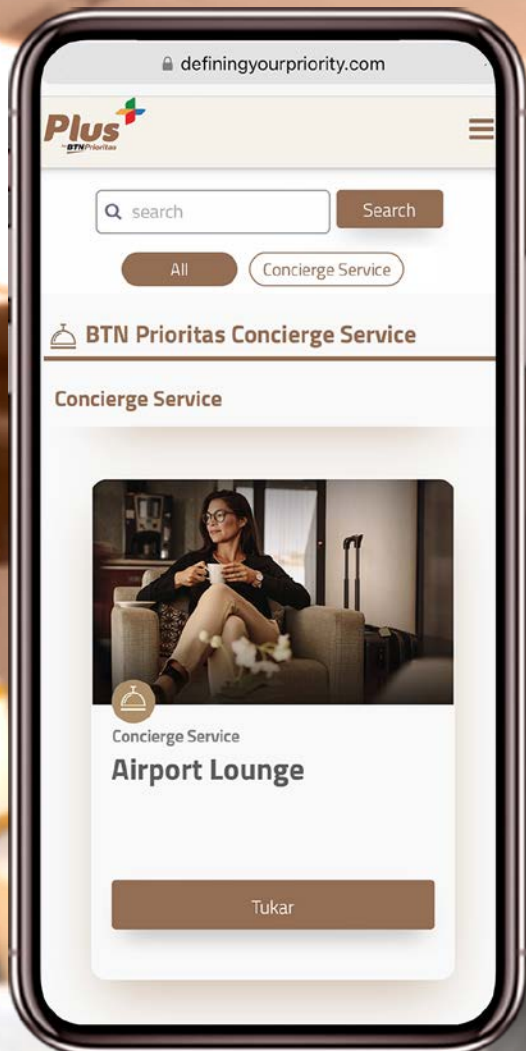 definingyourpriority.com
Plus
by BTN Prioritas
search
Search
All
Concierge Service
BTN Prioritas Concierge Service
Concierge Service
Concierge Service
Airport Lounge
Tukar